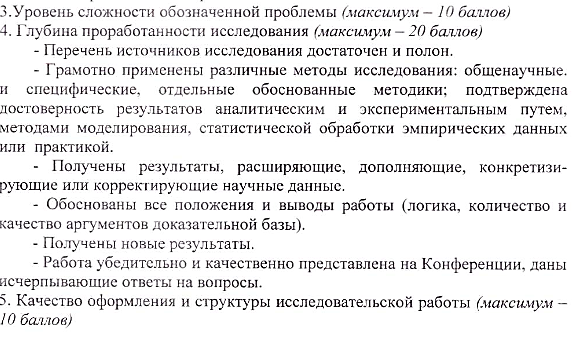 3.Уровень сложности обозначенной проблемы (максимум – 10 баллов)
4. Глубина проработанности исследования (максимум – 20 баллов)
- Перечень источников исследования достаточен и полон.
- Грамотно применены различные методы исследования: общенаучные.
и специфические, отдельные обоснованные методики; подтверждена
достоверность результатов аналитическим и экспериментальным путем,
методами моделирования, статистической обработки эмпирических данных
или практикой.
- Получены результаты, расширяющие, дополняющие, конкретизи-
рующие или корректирующие научные данные.
- Обоснованы все положения и выводы работы (логика, количество и
качество аргументов доказательной базы).
- Получены новые результаты.
- Работа убедительно и качественно представлена на Конференции, даны
исчерпывающие ответы на вопросы.
5. Качество оформления и структуры исследовательской работы (максимум –
10 баллов)